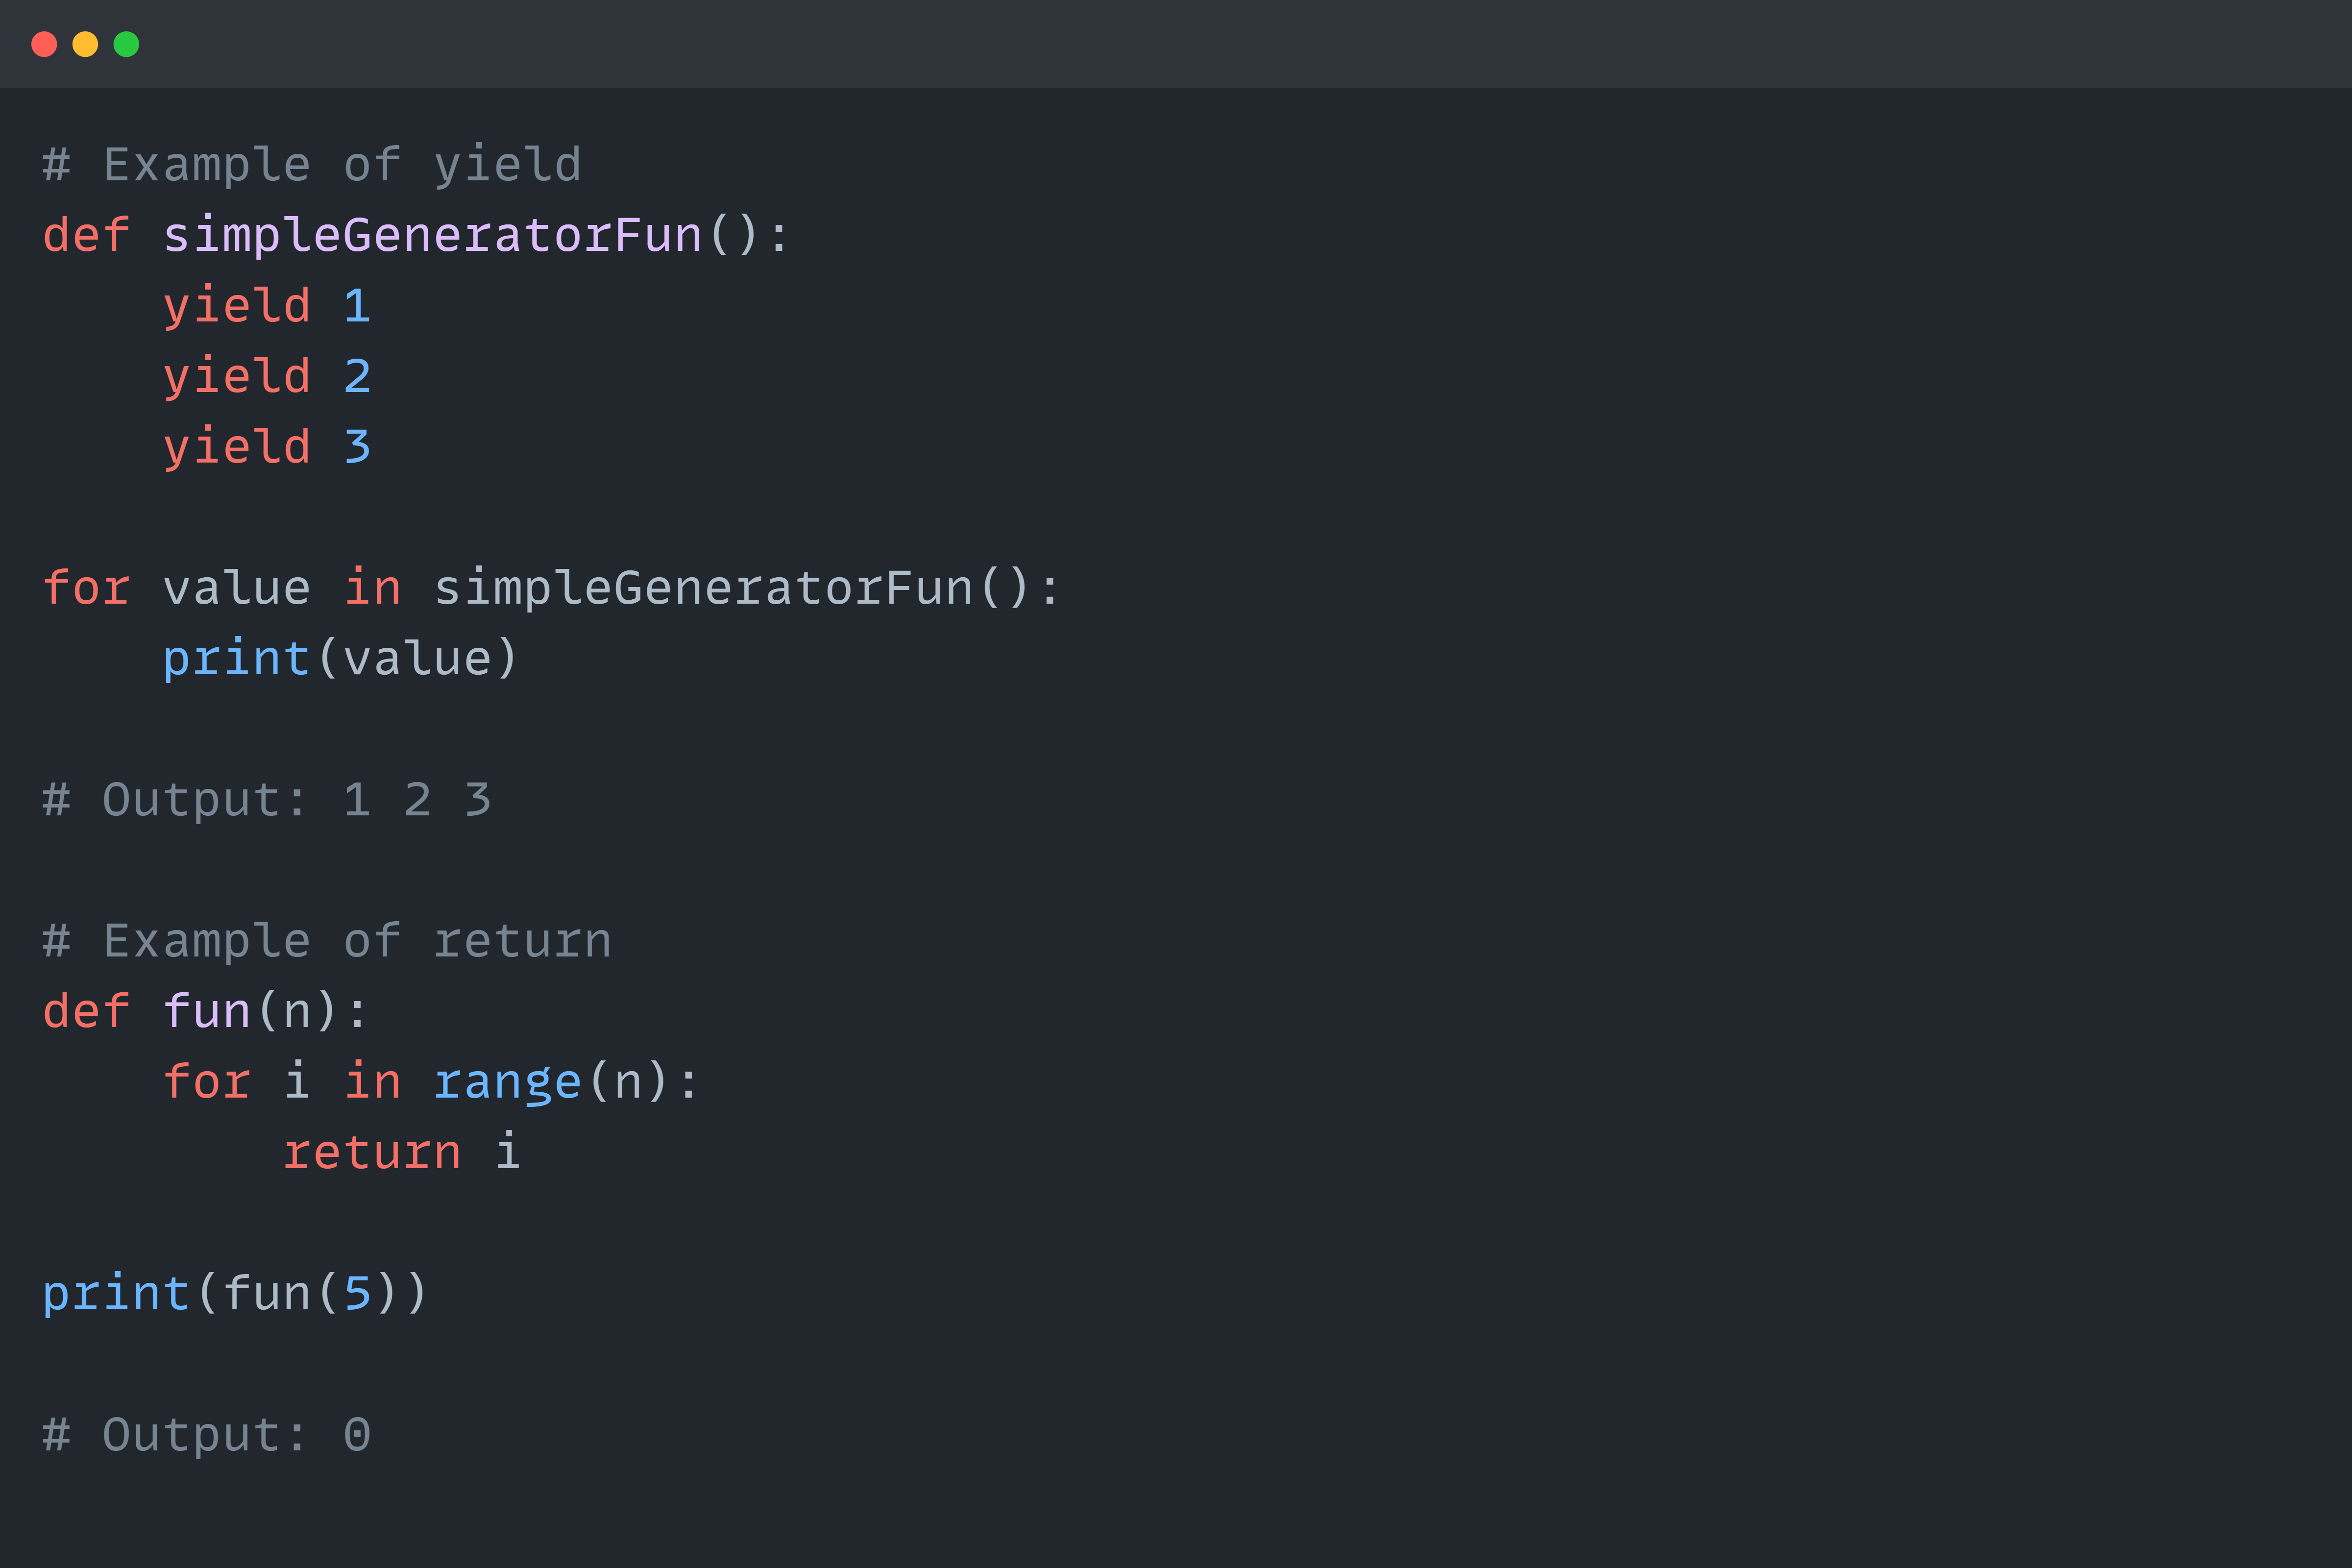 # Example of yield
def simpleGeneratorFun():
    yield 1
    yield 2
    yield 3
for value in simpleGeneratorFun():
    print(value)
# Output: 1 2 3
# Example of return
def fun(n):
    for i in range(n):
        return i
print(fun(5))
# Output: 0